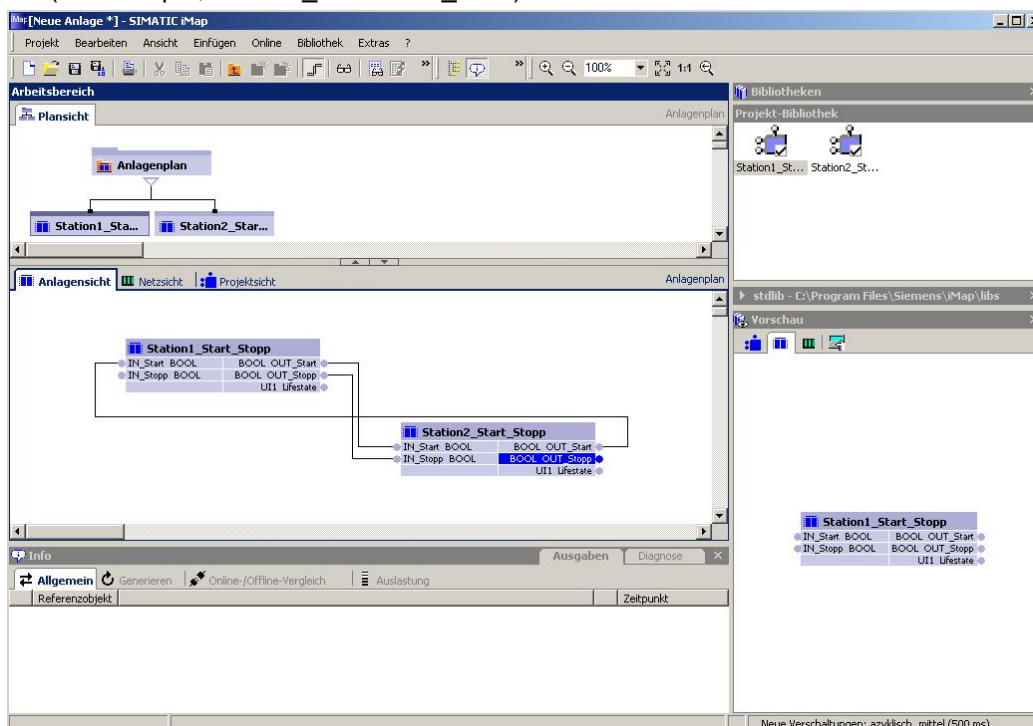 [Neue Anlage *] - SIMATIC iMap
Projekt Bearbeiten Ansicht Einfügen Online Bibliothek Extras ?
» » 100% 1:1
Arbeitsbereich
Plansicht Anlagenplan
Anlagenplan
Station1_Sta... Station2_Star...
Anlagensicht Netzsicht Projektsicht Anlagenplan
Station1_Start_Stopp
IN_Start BOOL BOOL OUT_Start
IN_Stopp BOOL BOOL OUT_Stopp
UI1 Lifestate
Station2_Start_Stopp
IN_Start BOOL BOOL OUT_Start
IN_Stopp BOOL BOOL OUT_Stopp
UI1 Lifestate
Info Ausgaben Diagnose
Allgemein Generieren Online-/Offline-Vergleich Auslastung
Referenzobjekt Zeitpunkt
Bibliotheken
Projekt-Bibliothek
Station1_St... Station2_St...
stdlib - C:\Program Files\Siemens\iMap\libs
Vorschau
Station1_Start_Stopp
IN_Start BOOL BOOL OUT_Start
IN_Stopp BOOL BOOL OUT_Stopp
UI1 Lifestate
Neue Verschaltungen: azyklisch, mittel (500 ms)